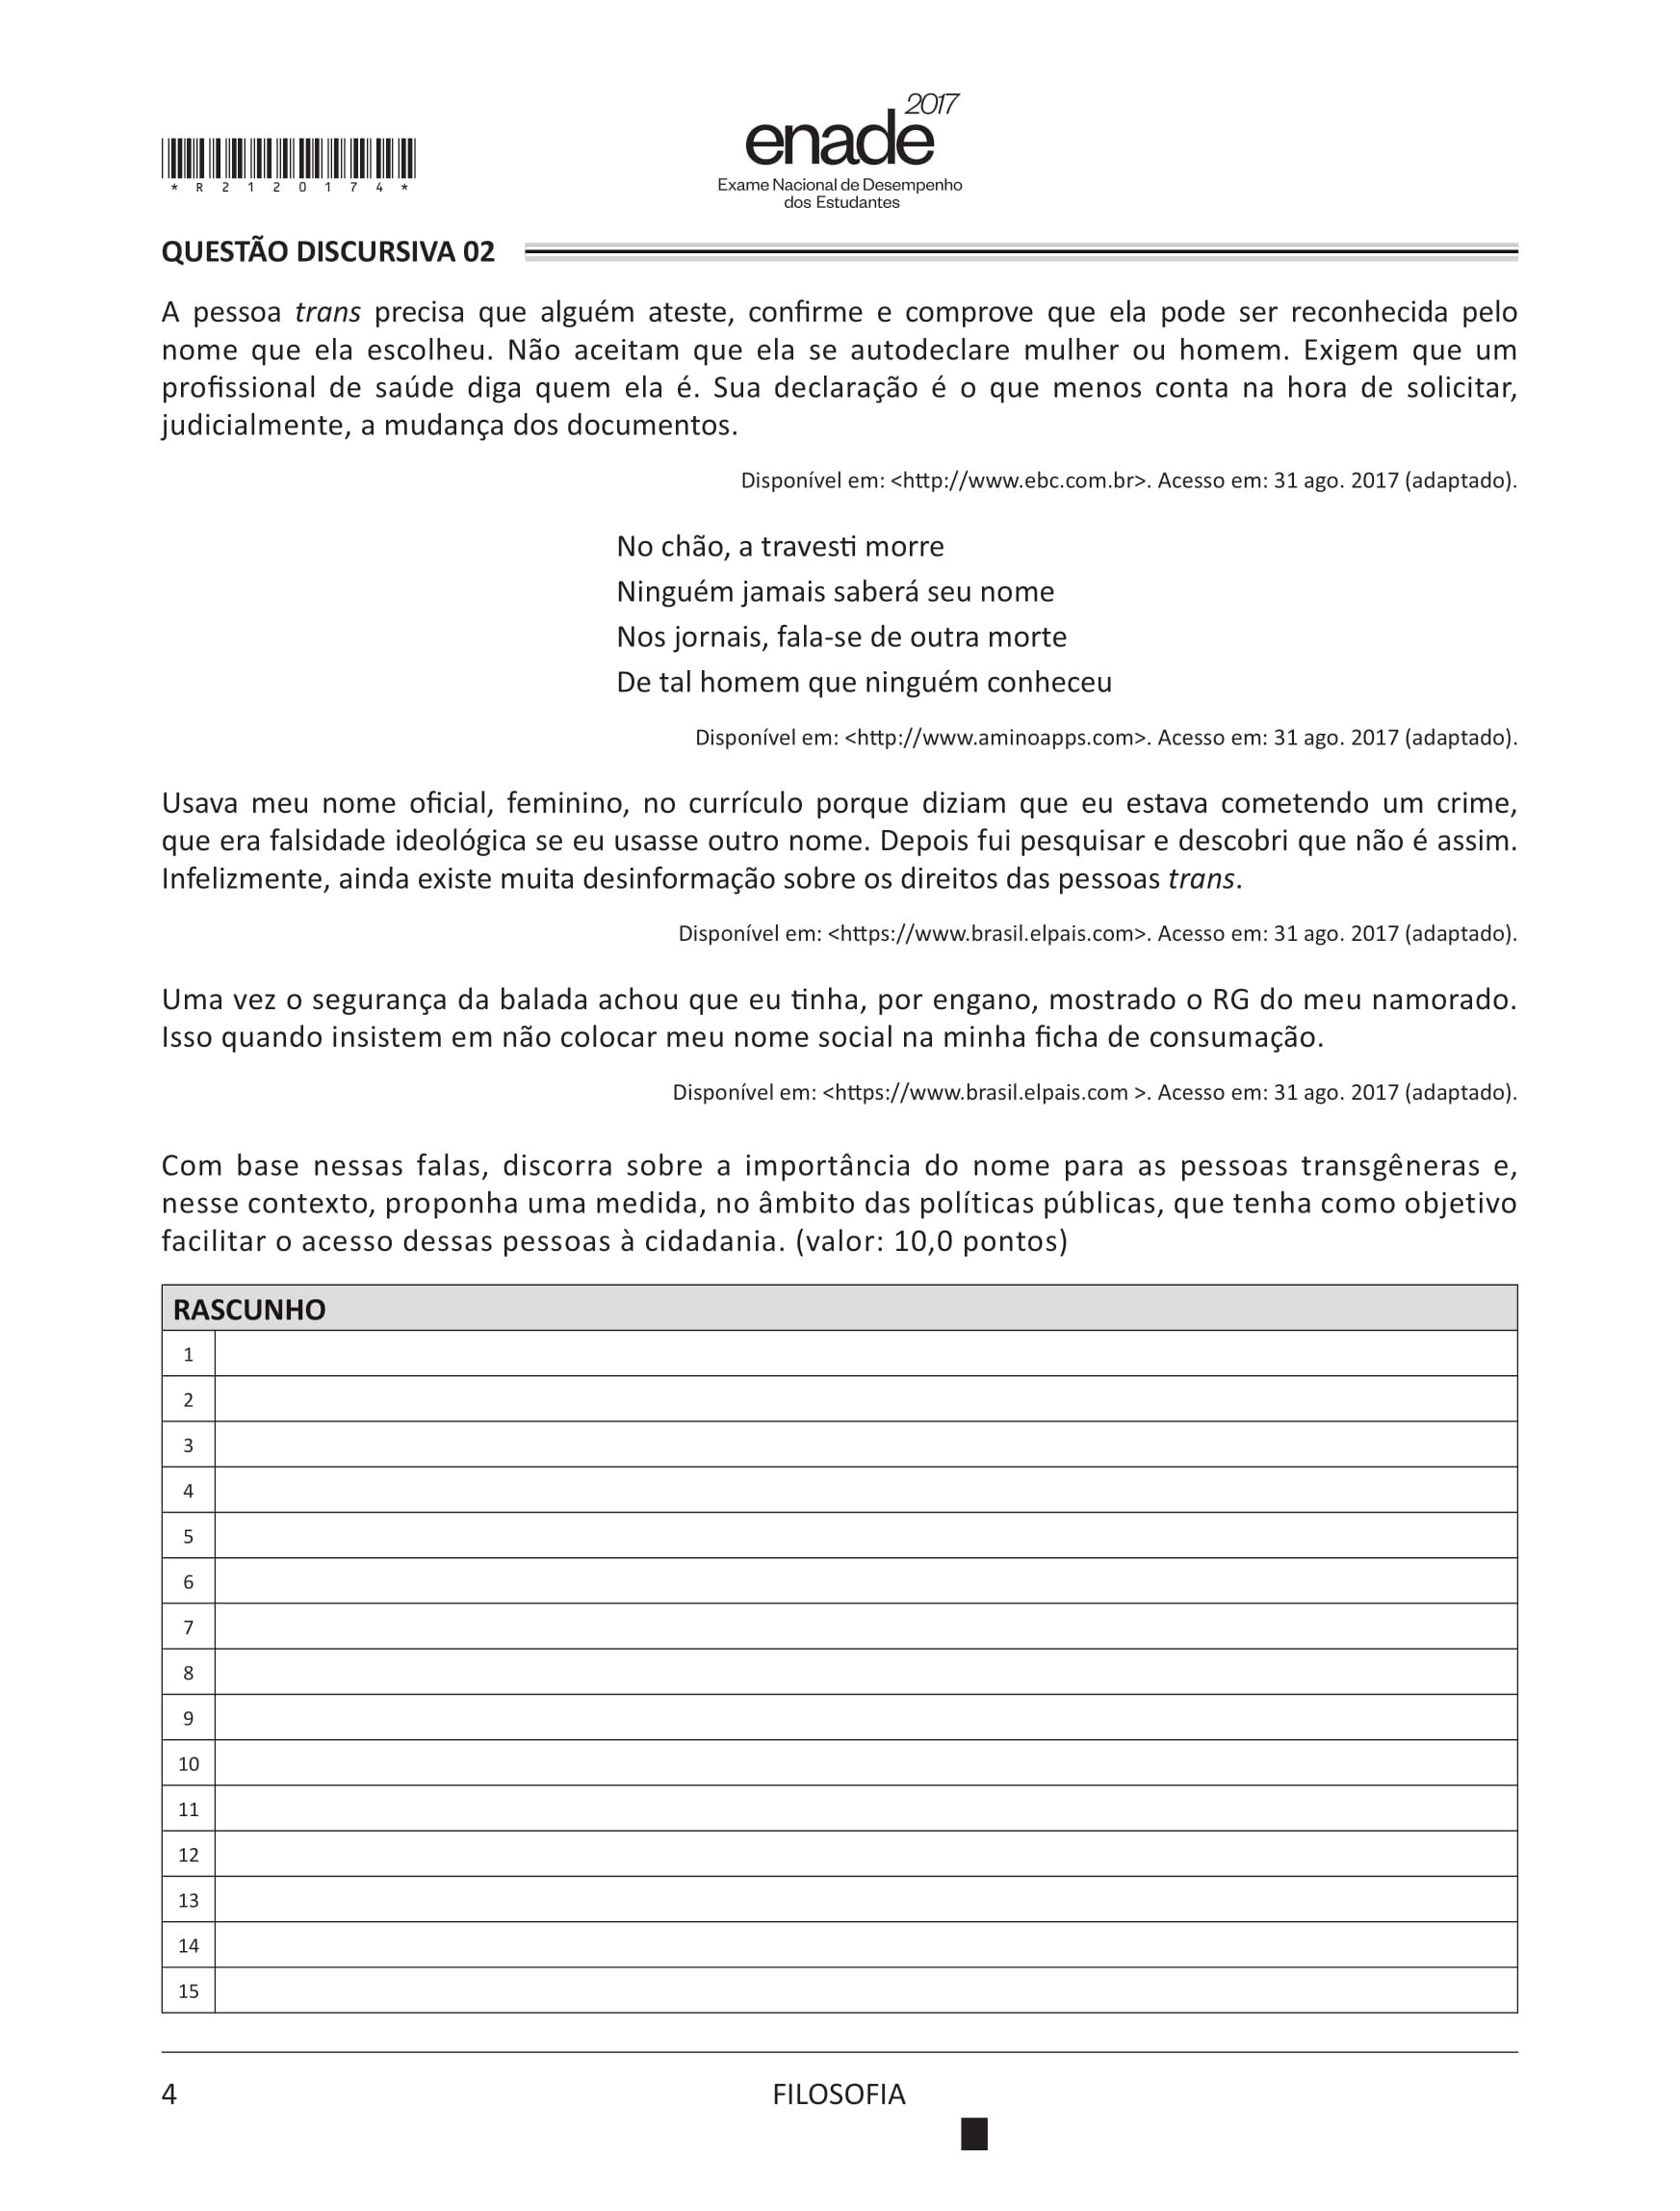 2017
enade
Exame Nacional de Desempenho
dos Estudantes
*R2120174*
QUESTÃO DISCURSIVA 02
A pessoa trans precisa que alguém ateste, confirme e comprove que ela pode ser reconhecida pelo
nome que ela escolheu. Não aceitam que ela se autodeclare mulher ou homem. Exigem que um
profissional de saúde diga quem ela é. Sua declaração é o que menos conta na hora de solicitar,
judicialmente, a mudança dos documentos.
Disponível em: <http://www.ebc.com.br>. Acesso em: 31 ago. 2017 (adaptado).
No chão, a travesti morre
Ninguém jamais saberá seu nome
Nos jornais, fala-se de outra morte
De tal homem que ninguém conheceu
Disponível em: <http://www.aminoapps.com>. Acesso em: 31 ago. 2017 (adaptado).
Usava meu nome oficial, feminino, no currículo porque diziam que eu estava cometendo um crime,
que era falsidade ideológica se eu usasse outro nome. Depois fui pesquisar e descobri que não é assim.
Infelizmente, ainda existe muita desinformação sobre os direitos das pessoas trans.
Disponível em: <https://www.brasil.elpais.com>. Acesso em: 31 ago. 2017 (adaptado).
Uma vez o segurança da balada achou que eu tinha, por engano, mostrado o RG do meu namorado.
Isso quando insistem em não colocar meu nome social na minha ficha de consumação.
Disponível em: <https://www.brasil.elpais.com >. Acesso em: 31 ago. 2017 (adaptado).
Com base nessas falas, discorra sobre a importância do nome para as pessoas transgêneras e,
nesse contexto, proponha uma medida, no âmbito das políticas públicas, que tenha como objetivo
facilitar o acesso dessas pessoas à cidadania. (valor: 10,0 pontos)
RASCUNHO
1
2
3
4
5
6
7
8
9
10
11
12
13
14
15
4
FILOSOFIA